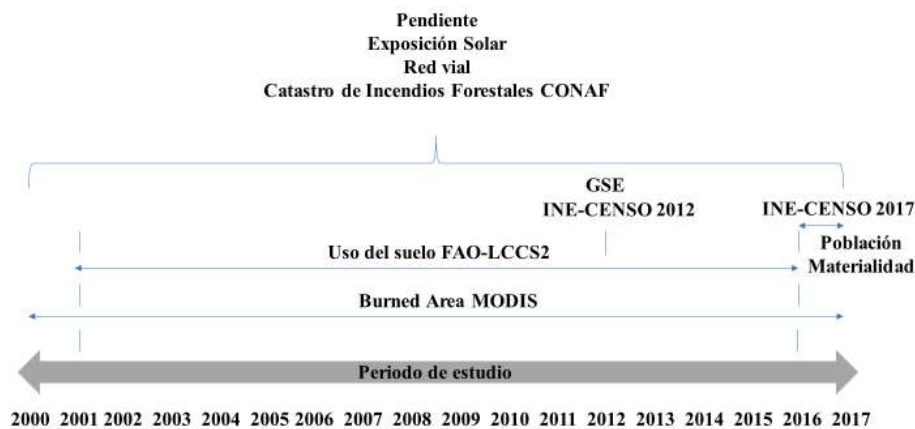 Pendiente
Exposición Solar
Red vial
Catastro de Incendios Forestales CONAF
GSE
INE-CENSO 2012
INE-CENSO 2017
Uso del suelo FAO-LCCS2
Población
Materialidad
Burned Area MODIS
Periodo de estudio
2000 2001 2002 2003 2004 2005 2006 2007 2008 2009 2010 2011 2012 2013 2014 2015 2016 2017